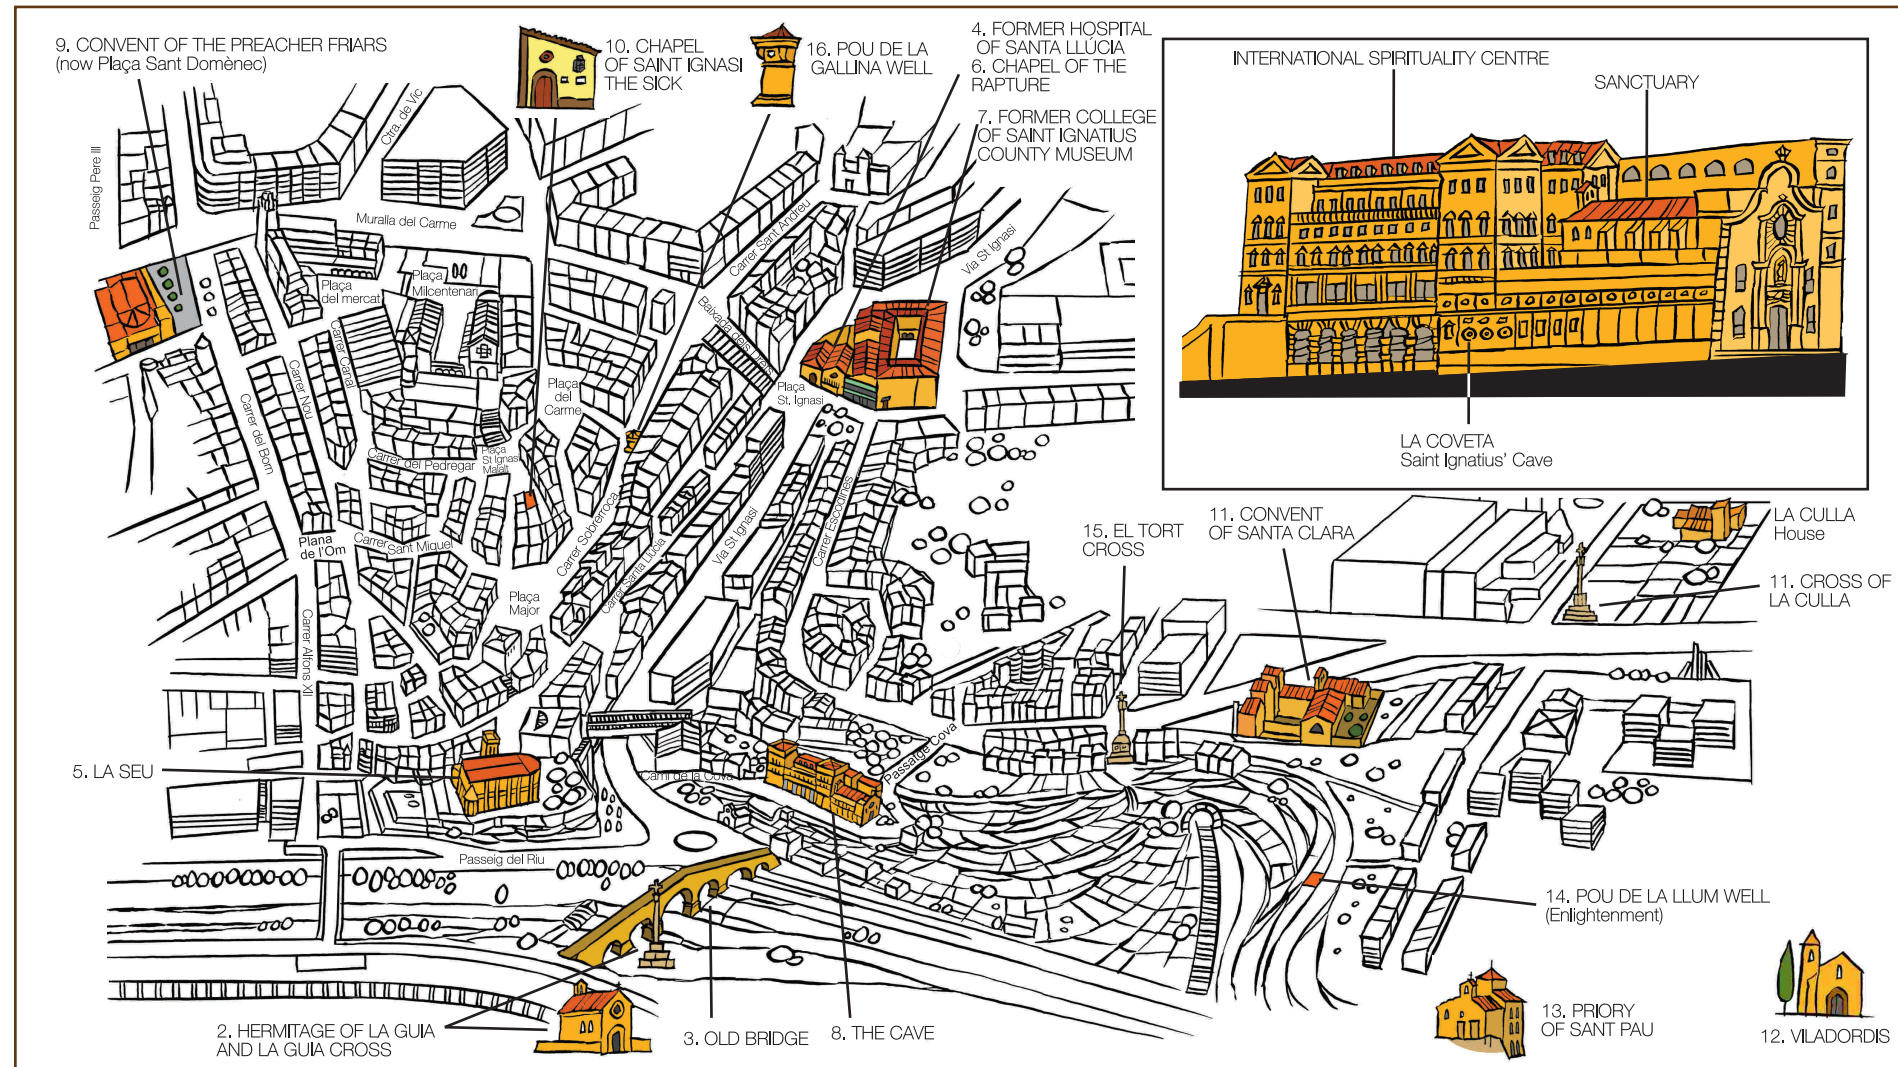 9. CONVENT OF THE PREACHER FRIARS
(now Plaça Sant Domènec)
10. CHAPEL
OF SAINT IGNASI
THE SICK
16. POU DE LA
GALLINA WELL
4. FORMER HOSPITAL
OF SANTA LLÚCIA
6. CHAPEL OF THE
RAPTURE
7. FORMER COLLEGE
OF SAINT IGNATIUS
COUNTY MUSEUM
INTERNATIONAL SPIRITUALITY CENTRE
SANCTUARY
LA COVETA
Saint Ignatius' Cave
Passeig Pere III
Ctra. de Vic
Muralla del Carme
Plaça
Milcentenari
Plaça
del mercat
Carrer Sant Andreu
Via St Ignasi
Baixada dels Drets
Plaça
St. Ignasi
Carrer Canal
Carrer Nou
Carrer del Born
Plaça
del
Carme
Carrer del Pedregar
Plaça
St Ignasi
Malalt
Plana
de l'Om
Carrer Sant Miquel
Carrer Sobrerroca
Carrer Santa Llúcia
Via St Ignasi
Carrer Escodines
Plaça
Major
Carrer Alfons XII
15. EL TORT
CROSS
11. CONVENT
OF SANTA CLARA
LA CULLA
House
11. CROSS OF
LA CULLA
5. LA SEU
Camí de la Cova
Passatge Cova
Passeig del Riu
14. POU DE LA LLUM WELL
(Enlightenment)
2. HERMITAGE OF LA GUIA
AND LA GUIA CROSS
3. OLD BRIDGE
8. THE CAVE
13. PRIORY
OF SANT PAU
12. VILADORDIS